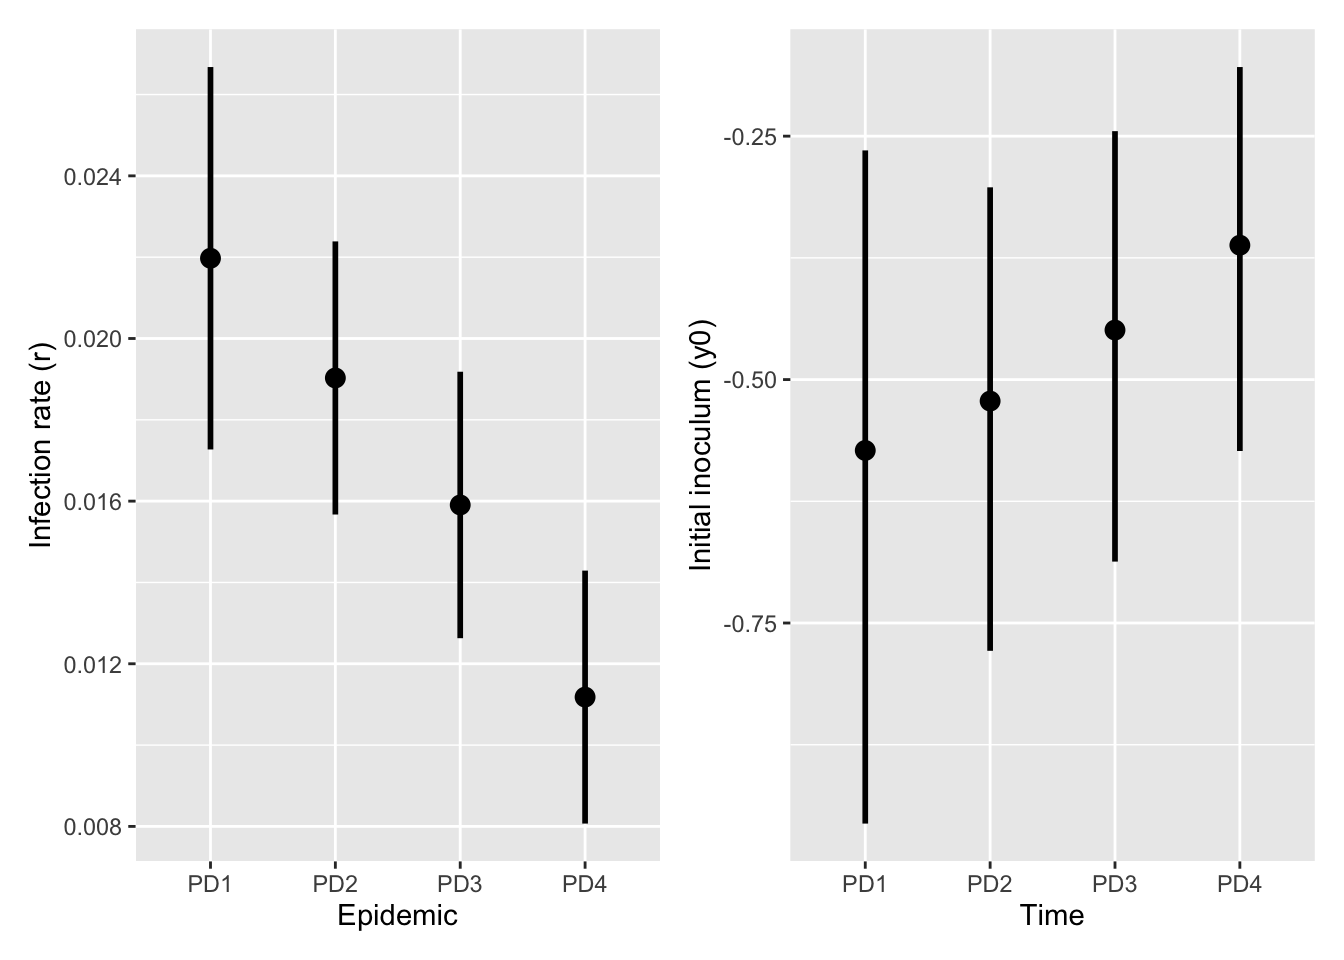 Infection rate (r)
0.024
0.020
0.016
0.012
0.008
PD1 PD2 PD3 PD4
Epidemic
Initial inoculum (y0)
-0.25
-0.50
-0.75
PD1 PD2 PD3 PD4
Time